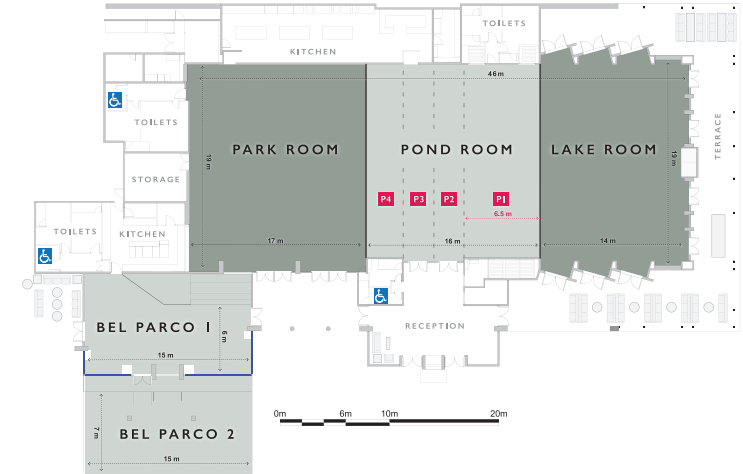 TOILETS
KITCHEN
46 m
TOILETS
PARK ROOM
POND ROOM
LAKE ROOM
TERRACE
19 m
19 m
STORAGE
P4 P3 P2 P1
6.5 m
TOILETS
KITCHEN
17 m
16 m
14 m
BEL PARCO 1
6 m
RECEPTION
15 m
0m 6m 10m 20m
7 m
BEL PARCO 2
15 m